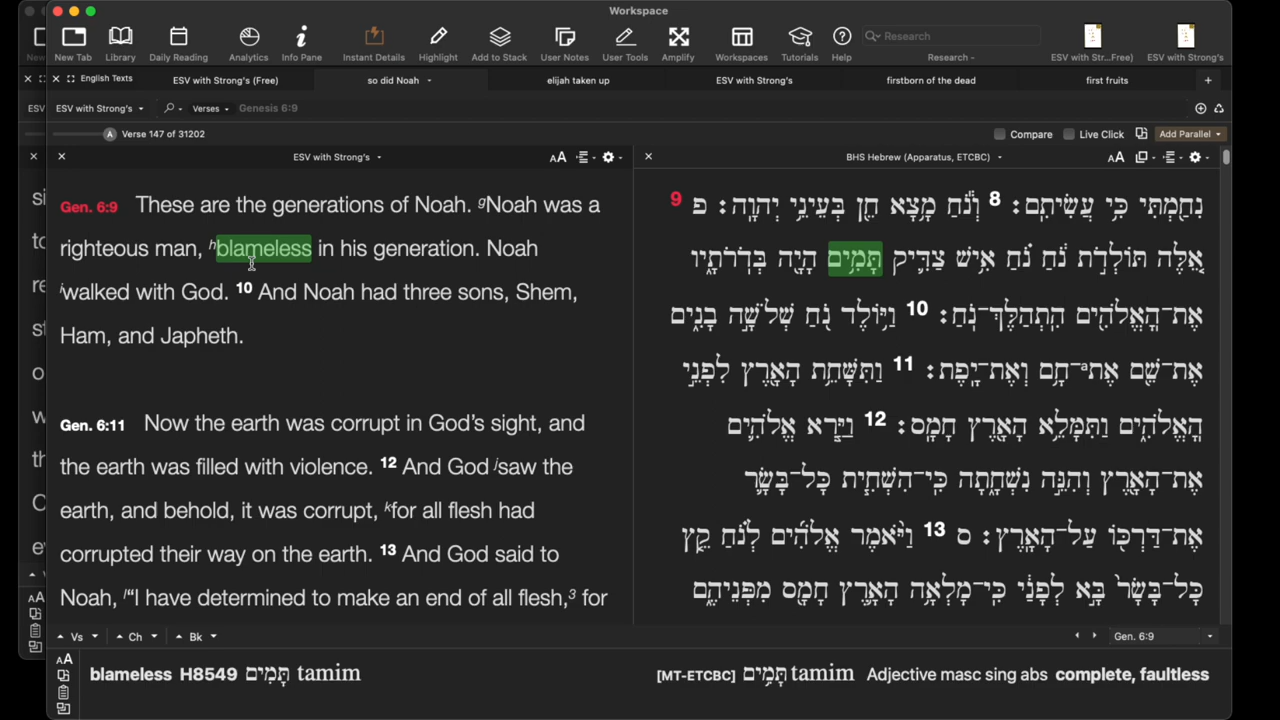 Workspace
New Tab Library Daily Reading Analytics Info Pane Instant Details Highlight Add to Stack User Notes User Tools Amplify Workspaces Tutorials Help Research Research ESV with Str...Free) ESV with Strong's
English Texts ESV with Strong's (Free) so did Noah elijah taken up ESV with Strong's firstborn of the dead first fruits +
ESV ESV with Strong's Verses Genesis 6:9
A Verse 147 of 31202 Compare Live Click Add Parallel
ESV with Strong's
Gen. 6:9 These are the generations of Noah. gNoah was a
righteous man, hblameless in his generation. Noah
iwalked with God. 10 And Noah had three sons, Shem,
Ham, and Japheth.
Gen. 6:11 Now the earth was corrupt in God's sight, and
the earth was filled with violence. 12 And God jsaw the
earth, and behold, it was corrupt, kfor all flesh had
corrupted their way on the earth. 13 And God said to
Noah, l“I have determined to make an end of all flesh,3 for
BHS Hebrew (Apparatus, ETCBC)
נִחַ֖מְתִּי כִּ֥י עֲשִׂיתִֽם׃ 8 וְנֹ֕חַ מָ֥צָא חֵ֖ן בְּעֵינֵ֥י יְהוָֽה׃ פ 9
אֵ֚לֶּה תּוֹלְדֹ֣ת נֹ֔חַ נֹ֗חַ אִ֥ישׁ צַדִּ֛יק תָּמִ֥ים הָיָ֖ה בְּדֹֽרֹתָ֑יו
אֶת־הָֽאֱלֹהִ֖ים הִֽתְהַלֶּךְ־נֹֽחַ׃ 10 וַיּ֥וֹלֶד נֹ֖חַ שְׁלֹשָׁ֣ה בָנִ֑ים
אֶת־שֵׁ֖ם אֶת־aחָ֥ם וְאֶת־יָֽפֶת׃ 11 וַתִּשָּׁחֵ֥ת הָאָ֖רֶץ לִפְנֵ֣י
הָֽאֱלֹהִ֑ים וַתִּמָּלֵ֥א הָאָ֖רֶץ חָמָֽס׃ 12 וַיַּ֧רְא אֱלֹהִ֛ים
אֶת־הָאָ֖רֶץ וְהִנֵּ֣ה נִשְׁחָ֑תָה כִּֽי־הִשְׁחִ֧ית כָּל־בָּשָׂ֛ר
אֶת־דַּרְכּ֖וֹ עַל־הָאָֽרֶץ׃ ס 13 וַיֹּ֨אמֶר אֱלֹהִ֜ים לְנֹ֗חַ קֵ֤ץ
כָּל־בָּשָׂר֙ בָּ֣א לְפָנַ֔י כִּֽי־מָלְאָ֥ה הָאָ֛רֶץ חָמָ֖ס מִפְּנֵיהֶ֑ם
Vs Ch Bk Gen. 6:9
blameless H8549 תָּמִים tamim
[MT-ETCBC] תָּמִ֥ים tamim Adjective masc sing abs complete, faultless